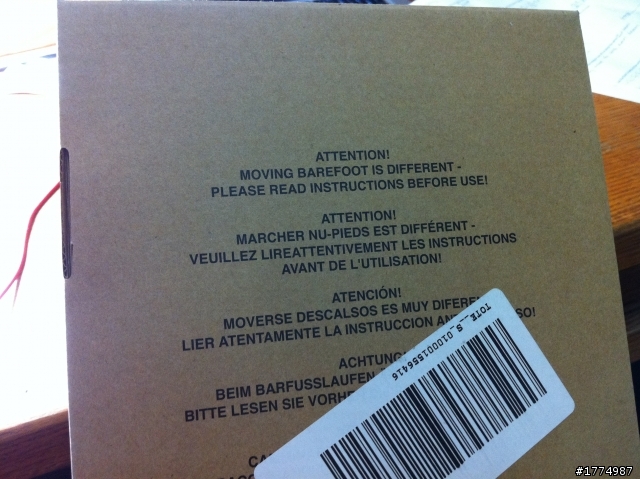 ATTENTION!
MOVING BAREFOOT IS DIFFERENT -
PLEASE READ INSTRUCTIONS BEFORE USE!
ATTENTION!
MARCHER NU-PIEDS EST DIFFÉRENT -
VEUILLEZ LIREATTENTIVEMENT LES INSTRUCTIONS
AVANT DE L'UTILISATION!
ATENCIÓN!
MOVERSE DESCALSOS ES MUY
LIER ATENTAMENTE LA INSTRUCCION
ACHTUNG!
BEIM BARFUSSLAUFEN
BITTE LESEN SIE
TOTE_S_010001556416
#1774987